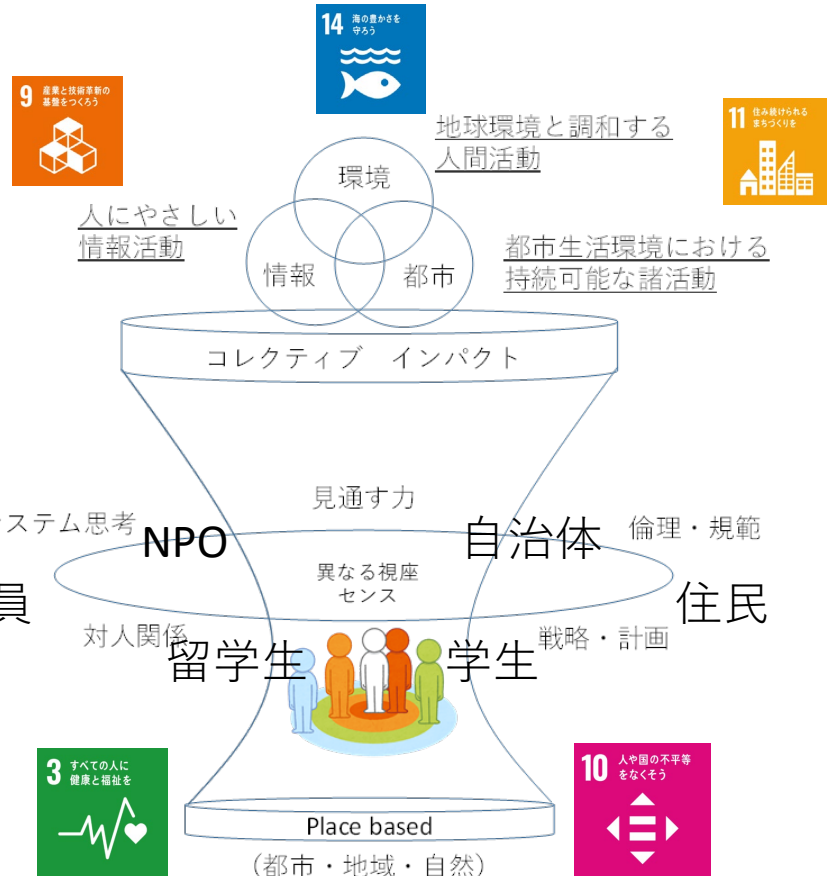 14 海の豊かさを
守ろう
9 産業と技術革新の
基盤をつくろう
11 住み続けられる
まちづくりを
地球環境と調和する
人間活動
環境
人にやさしい
情報活動
都市生活環境における
持続可能な諸活動
情報
都市
コレクティブ インパクト
見通す力
ステム思考
NPO
自治体
倫理・規範
異なる視座
センス
員
住民
対人関係
留学生
学生
戦略・計画
3 すべての人に
健康と福祉を
10 人や国の不平等
をなくそう
Place based
(都市・地域・自然)